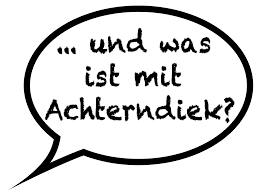 ... und was
ist mit
Achterndiek?